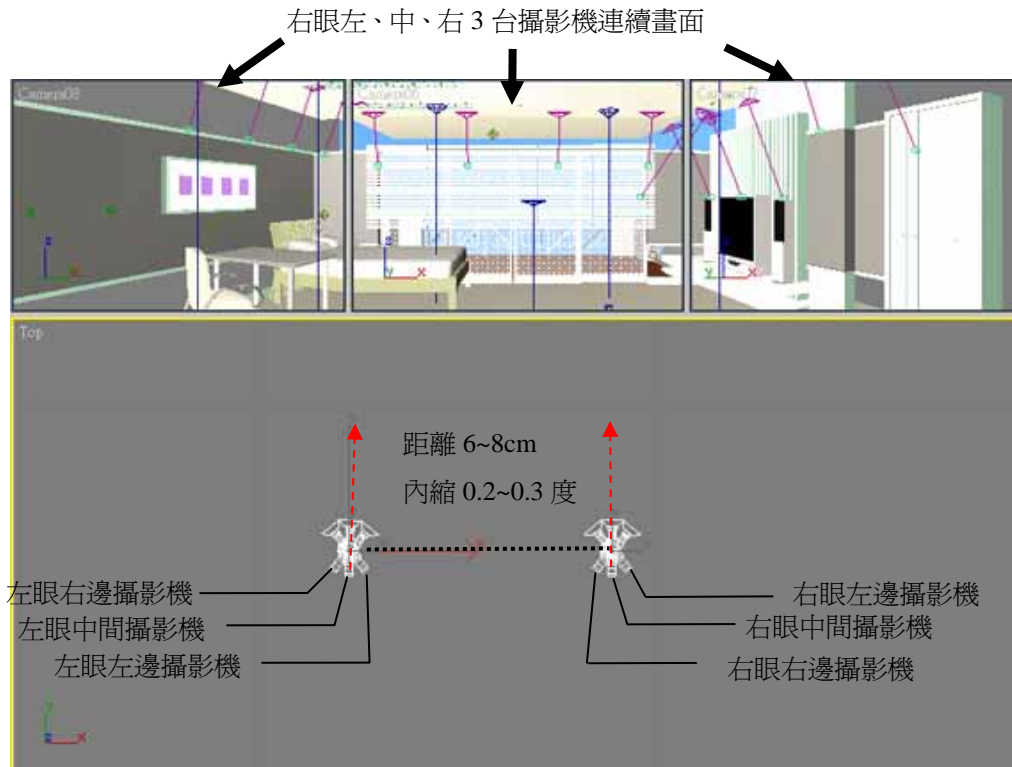 右眼左、中、右 3 台攝影機連續畫面
Camera08
Top
距離 6~8cm
內縮 0.2~0.3 度
左眼右邊攝影機
左眼中間攝影機
左眼左邊攝影機
右眼左邊攝影機
右眼中間攝影機
右眼右邊攝影機